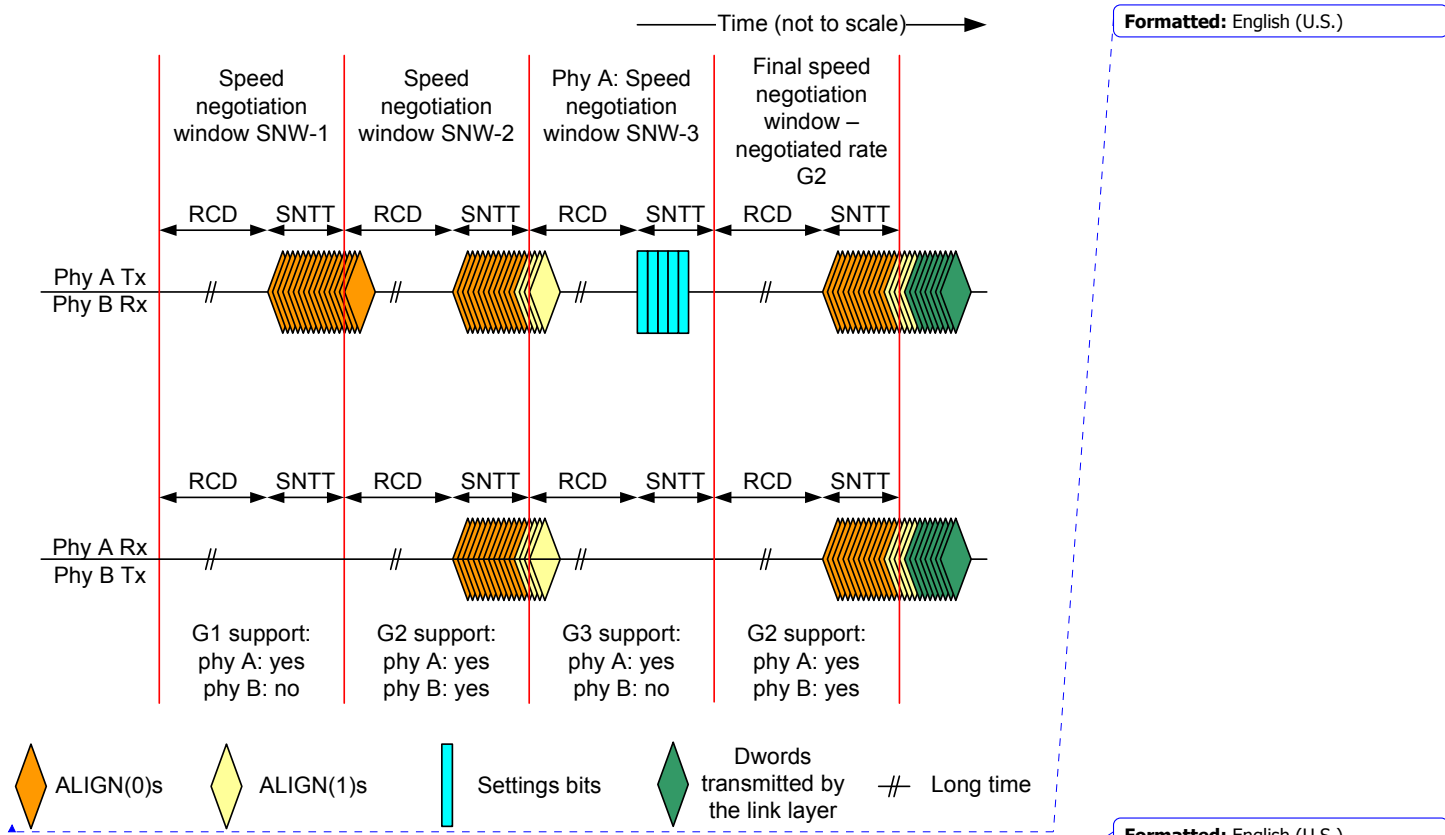 Time (not to scale)
Formatted: English (U.S.)
Speed
negotiation
window SNW-1
Speed
negotiation
window SNW-2
Phy A: Speed
negotiation
window SNW-3
Final speed
negotiation
window –
negotiated rate
G2
RCD SNTT RCD SNTT RCD SNTT RCD SNTT
Phy A Tx
Phy B Rx
RCD SNTT RCD SNTT RCD SNTT RCD SNTT
Phy A Rx
Phy B Tx
G1 support:
phy A: yes
phy B: no
G2 support:
phy A: yes
phy B: yes
G3 support:
phy A: yes
phy B: no
G2 support:
phy A: yes
phy B: yes
ALIGN(0)s
ALIGN(1)s
Settings bits
Dwords
transmitted by
the link layer
Long time
Formatted: English (U.S.)